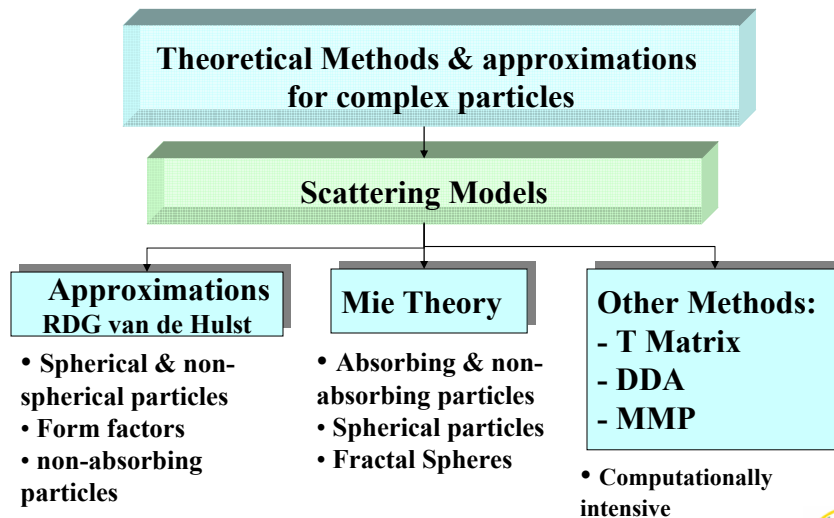 Theoretical Methods & approximations
for complex particles
Scattering Models
Approximations
RDG van de Hulst
• Spherical & non-
spherical particles
• Form factors
• non-absorbing
particles
Mie Theory
• Absorbing & non-
absorbing particles
• Spherical particles
• Fractal Spheres
Other Methods:
- T Matrix
- DDA
- MMP
• Computationally
intensive